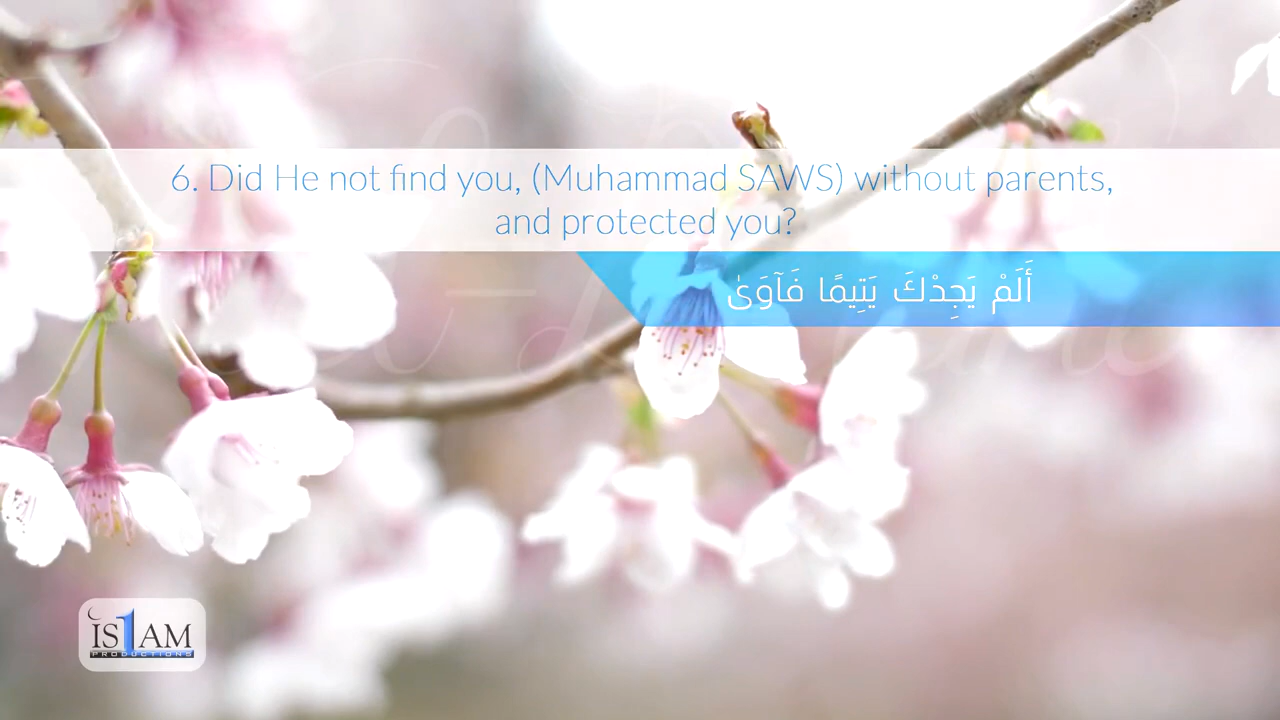 6. Did He not find you, (Muhammad SAWS) without parents,
and protected you?
أَلَمْ يَجِدْكَ يَتِيمًا فَآوَىٰ
IS1AM
PRODUCTIONS